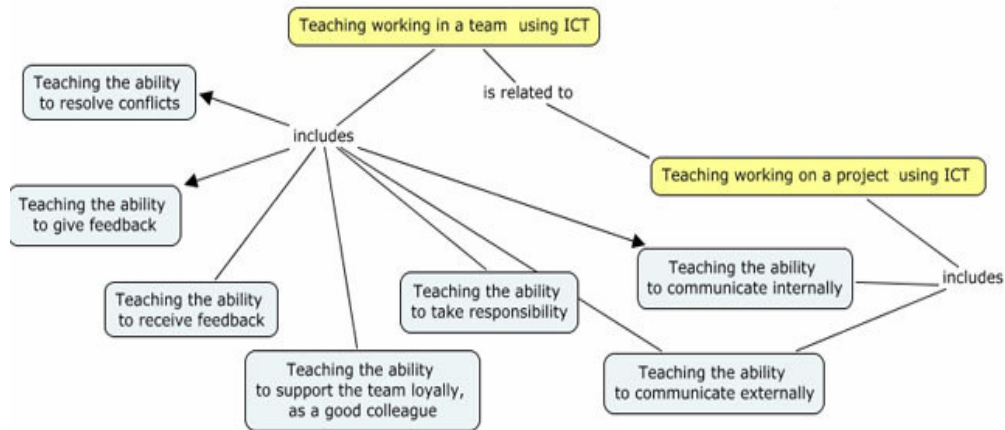 Teaching working in a team using ICT
Teaching the ability
to resolve conflicts
is related to
includes
Teaching working on a project using ICT
Teaching the ability
to give feedback
Teaching the ability
to communicate internally
includes
Teaching the ability
to receive feedback
Teaching the ability
to take responsibility
Teaching the ability
to support the team loyally,
as a good colleague
Teaching the ability
to communicate externally